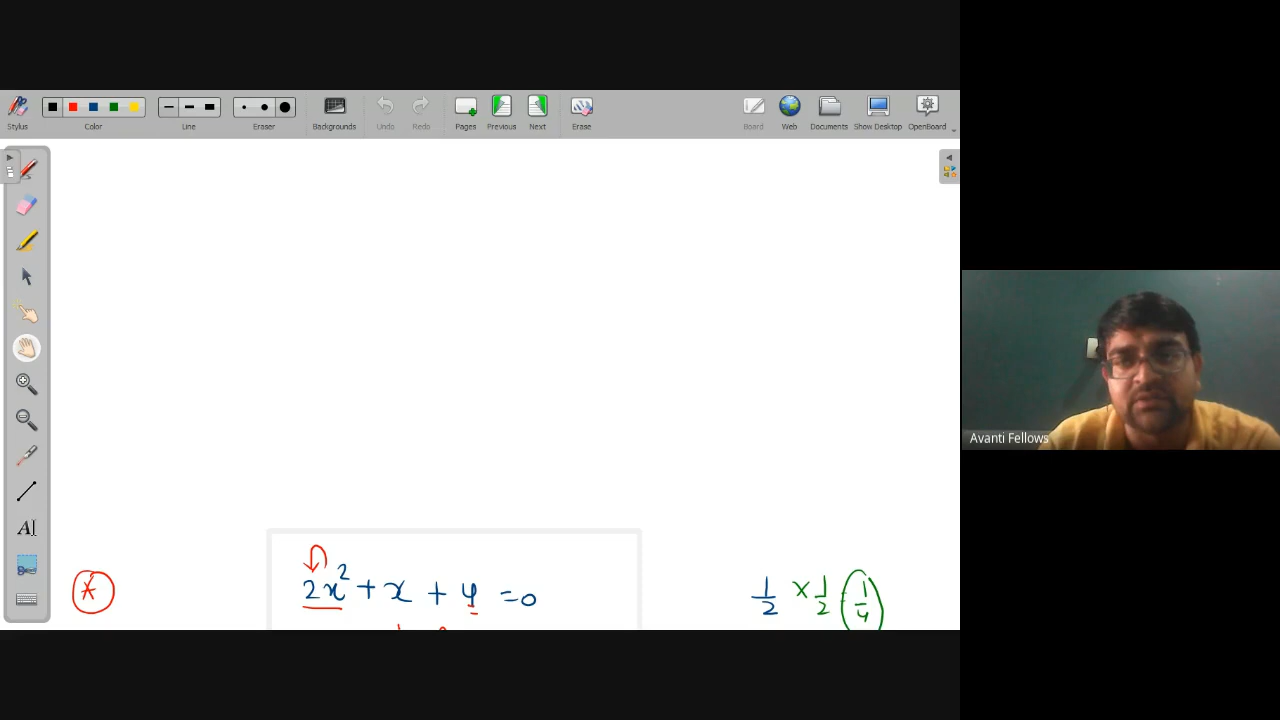 Stylus
Color
Line
Eraser
Backgrounds
Undo
Redo
Pages
Previous
Next
Erase
Board
Web
Documents
Show Desktop
OpenBoard
Avanti Fellows
2x² + x + 4 = 0
1/2 × 1/2 1/4